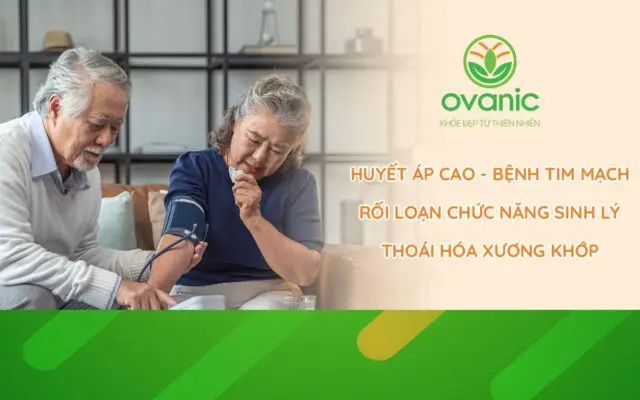 ovanic
KHỎE ĐẸP TỪ THIÊN NHIÊN
HUYẾT ÁP CAO - BỆNH TIM MẠCH
RỐI LOẠN CHỨC NĂNG SINH LÝ
THOÁI HÓA XƯƠNG KHỚP